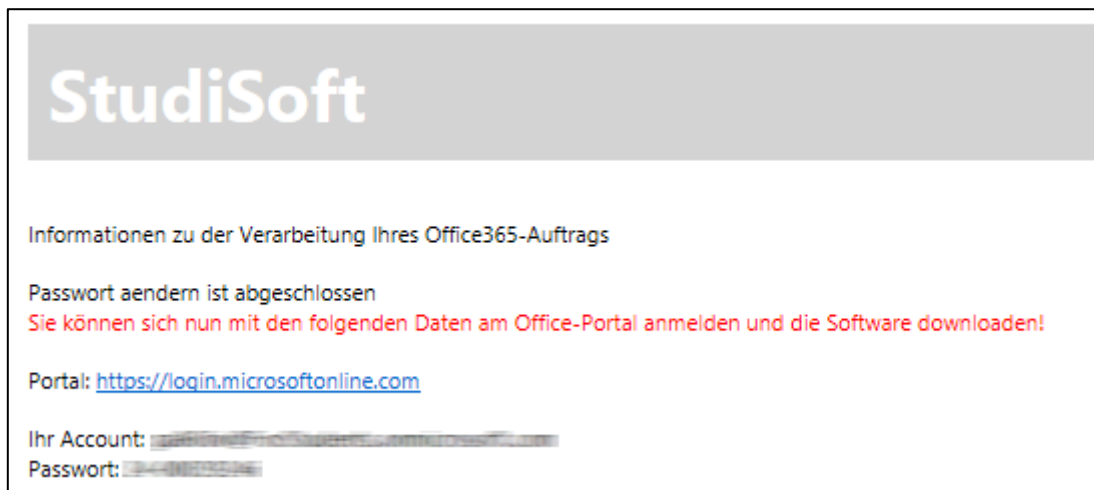 StudiSoft
Informationen zu der Verarbeitung Ihres Office365-Auftrags
Passwort aendern ist abgeschlossen
Sie können sich nun mit den folgenden Daten am Office-Portal anmelden und die Software downloaden!
Portal: https://login.microsoftonline.com
Ihr Account:
Passwort: